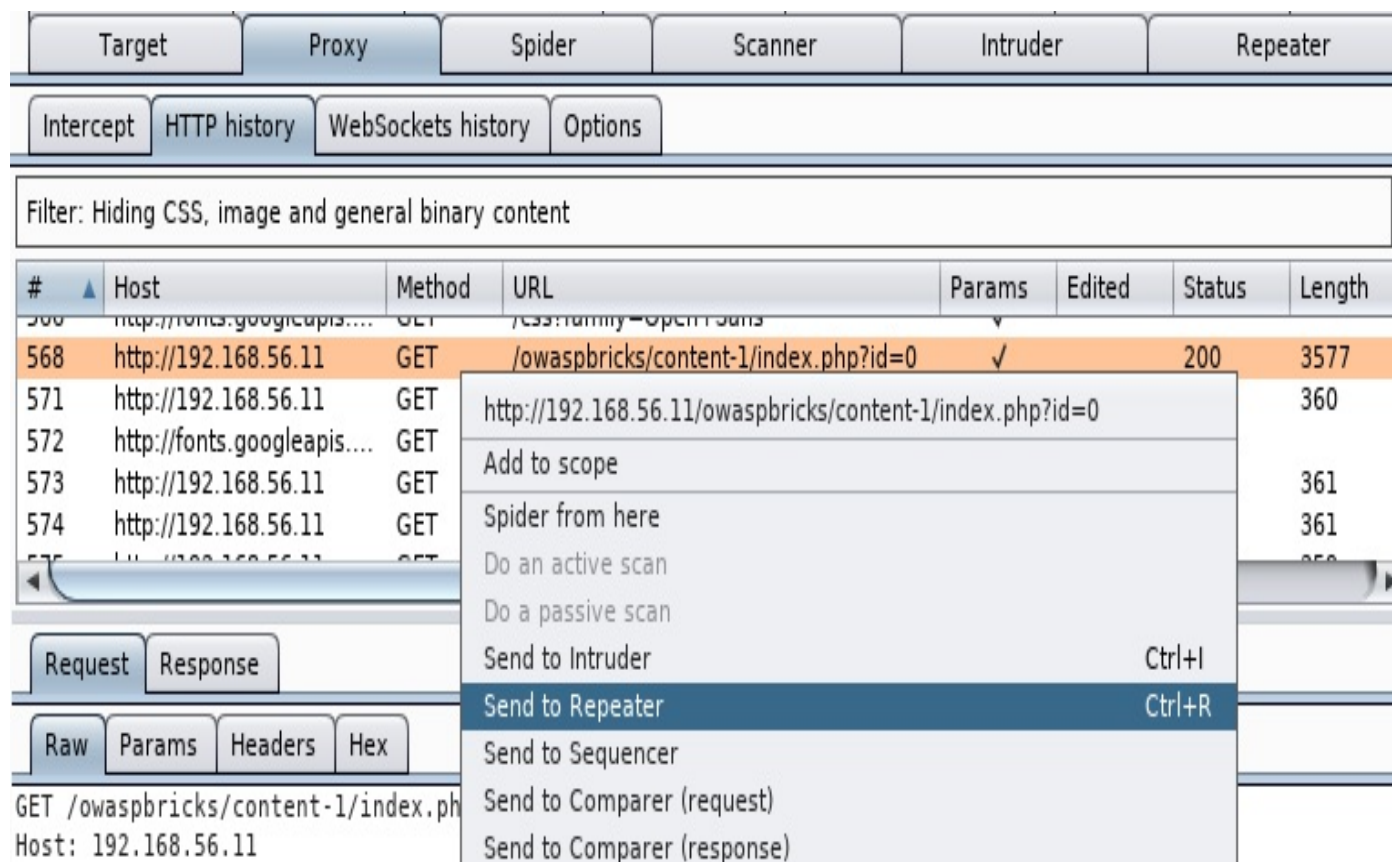 Target Proxy Spider Scanner Intruder Repeater
Intercept HTTP history WebSockets history Options
Filter: Hiding CSS, image and general binary content
# Host Method URL Params Edited Status Length
568 http://192.168.56.11 GET /owaspbricks/content-1/index.php?id=0 √ 200 3577
571 http://192.168.56.11 GET 360
572 http://fonts.googleapis.... GET
573 http://192.168.56.11 GET 361
574 http://192.168.56.11 GET 361
http://192.168.56.11/owaspbricks/content-1/index.php?id=0
Add to scope
Spider from here
Do an active scan
Do a passive scan
Send to Intruder Ctrl+I
Send to Repeater Ctrl+R
Send to Sequencer
Send to Comparer (request)
Send to Comparer (response)
Request Response
Raw Params Headers Hex
GET /owaspbricks/content-1/index.ph
Host: 192.168.56.11